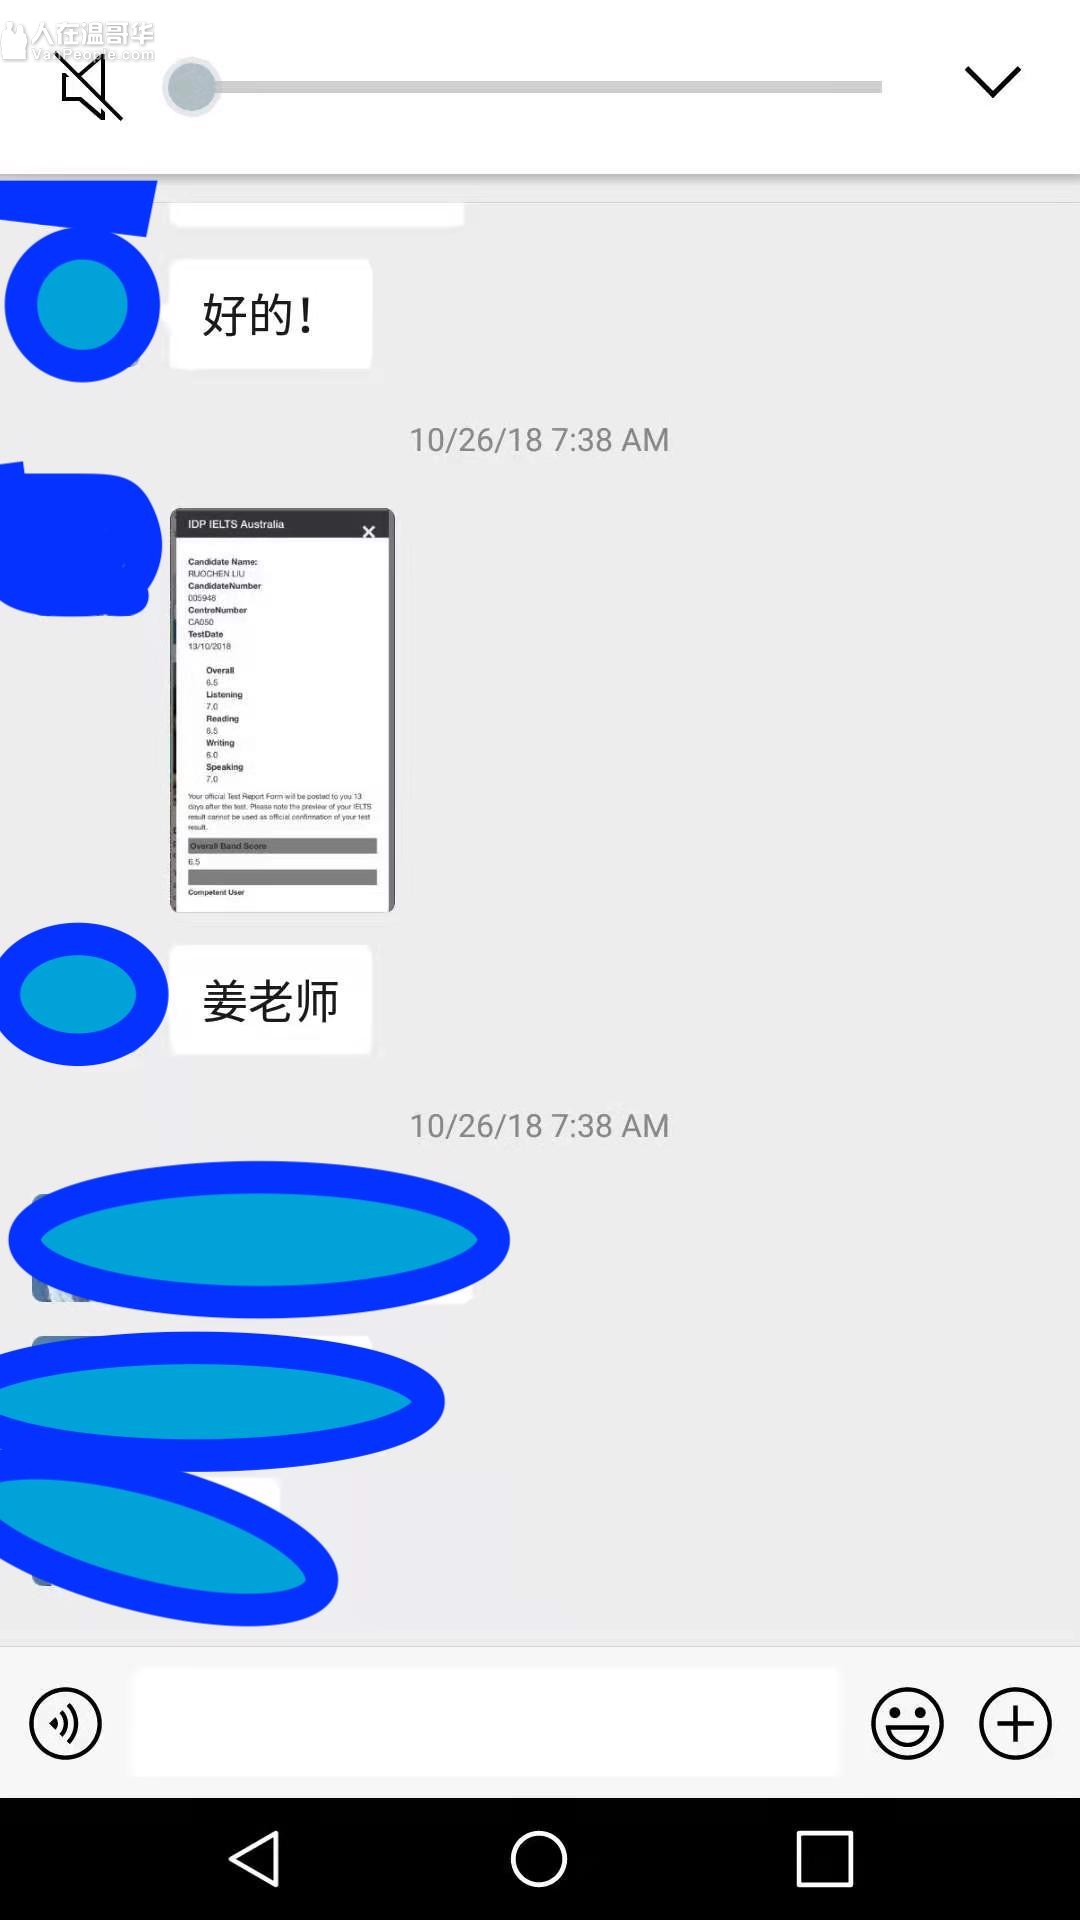 人在温哥华
VanPeople.com
好的！
10/26/18 7:38 AM
IDP IELTS Australia
Candidate Name:
RUOCHEN LIU
CandidateNumber
005948
CentreNumber
CA050
TestDate
13/10/2018
Overall
6.5
Listening
7.0
Reading
6.5
Writing
6.0
Speaking
7.0
Your official Test Report Form will be posted to you 13
days after the test. Please note the preview of your IELTS
result cannot be used as official confirmation of your test
result.
Overall Band Score
6.5
Competent User
姜老师
10/26/18 7:38 AM